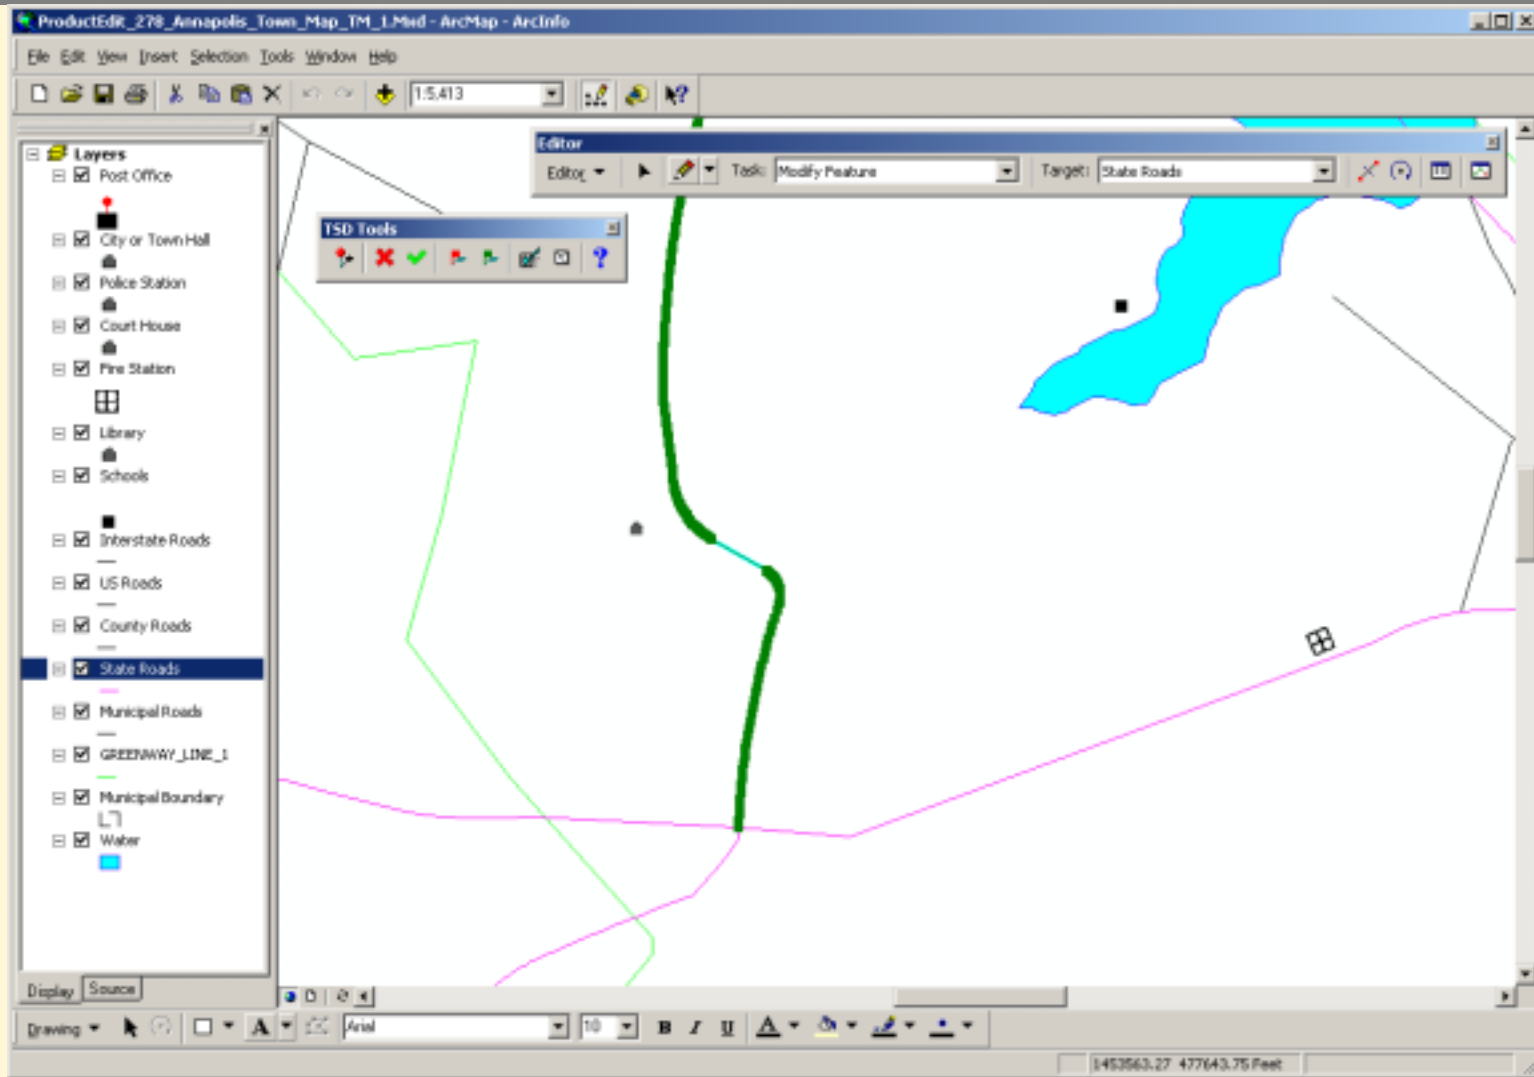 ProductEdit_278_Annapolis_Town_Map_TM_1.Mxd - ArcMap - ArcInfo
File Edit View Insert Selection Tools Window Help
1:5,413
Layers
Post Office
City or Town Hall
Police Station
Court House
Fire Station
Library
Schools
Interstate Roads
US Roads
County Roads
State Roads
Municipal Roads
GREENWAY_LINE_1
Municipal Boundary
Water
Display Source
Editor
Editor Task: Modify Feature Target: State Roads
TSD Tools
Drawing A Arial 10 B I U A
1453563.27 477643.75 Feet